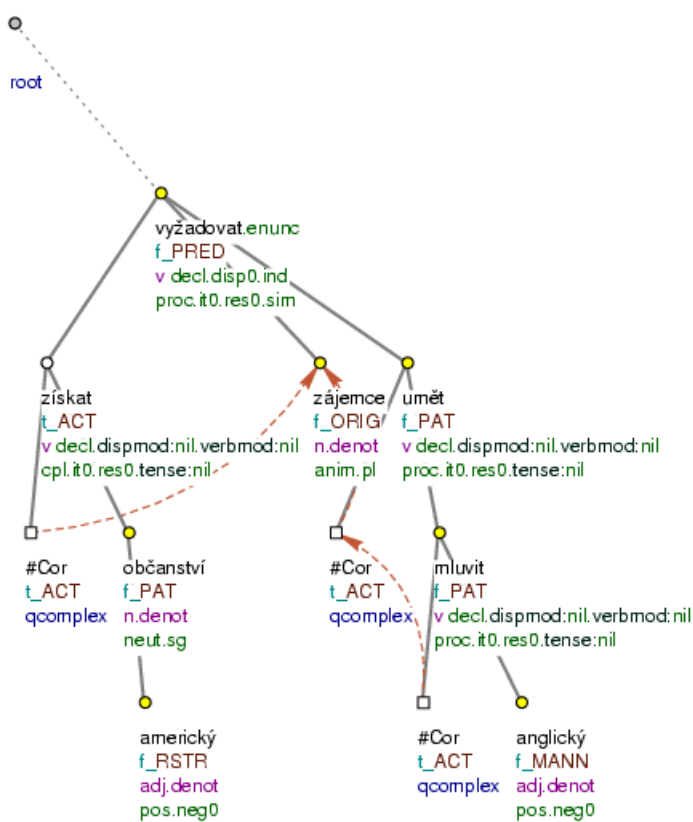 root
vyžadovat.enunc
f_PRED
v decl.disp0.ind
proc.it0.res0.sim
získat
t_ACT
v decl.dispmod:nil.verbmod:nil
cpl.it0.res0.tense:nil
zájemce
f_ORIG
n.denot
anim.pl
umět
f_PAT
v decl.dispmod:nil.verbmod:nil
proc.it0.res0.tense:nil
#Cor
t_ACT
qcomplex
občanství
f_PAT
n.denot
neut.sg
#Cor
t_ACT
qcomplex
mluvit
f_PAT
v decl.dispmod:nil.verbmod:nil
proc.it0.res0.tense:nil
americký
f_RSTR
adj.denot
pos.neg0
#Cor
t_ACT
qcomplex
anglický
f_MANN
adj.denot
pos.neg0